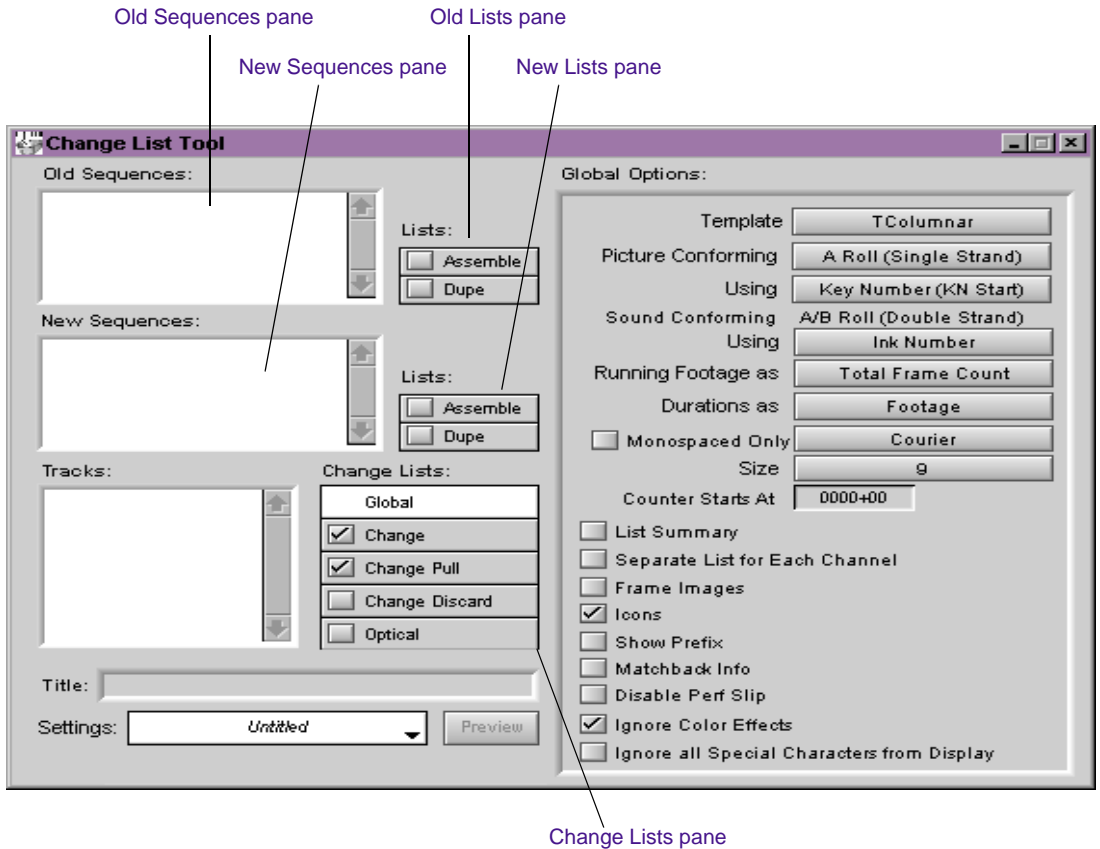 Old Sequences pane
Old Lists pane
New Sequences pane
New Lists pane
Change List Tool
Old Sequences:
Lists:
Assemble
Dupe
New Sequences:
Lists:
Assemble
Dupe
Tracks:
Change Lists:
Global
Change
Change Pull
Change Discard
Optical
Title:
Settings:
Untitled
Preview
Global Options:
Template TColumnar
Picture Conforming A Roll (Single Strand)
Using Key Number (KN Start)
Sound Conforming A/B Roll (Double Strand)
Using Ink Number
Running Footage as Total Frame Count
Durations as Footage
Monospaced Only Courier
Size 9
Counter Starts At 0000+00
List Summary
Separate List for Each Channel
Frame Images
Icons
Show Prefix
Matchback Info
Disable Perf Slip
Ignore Color Effects
Ignore all Special Characters from Display
Change Lists pane